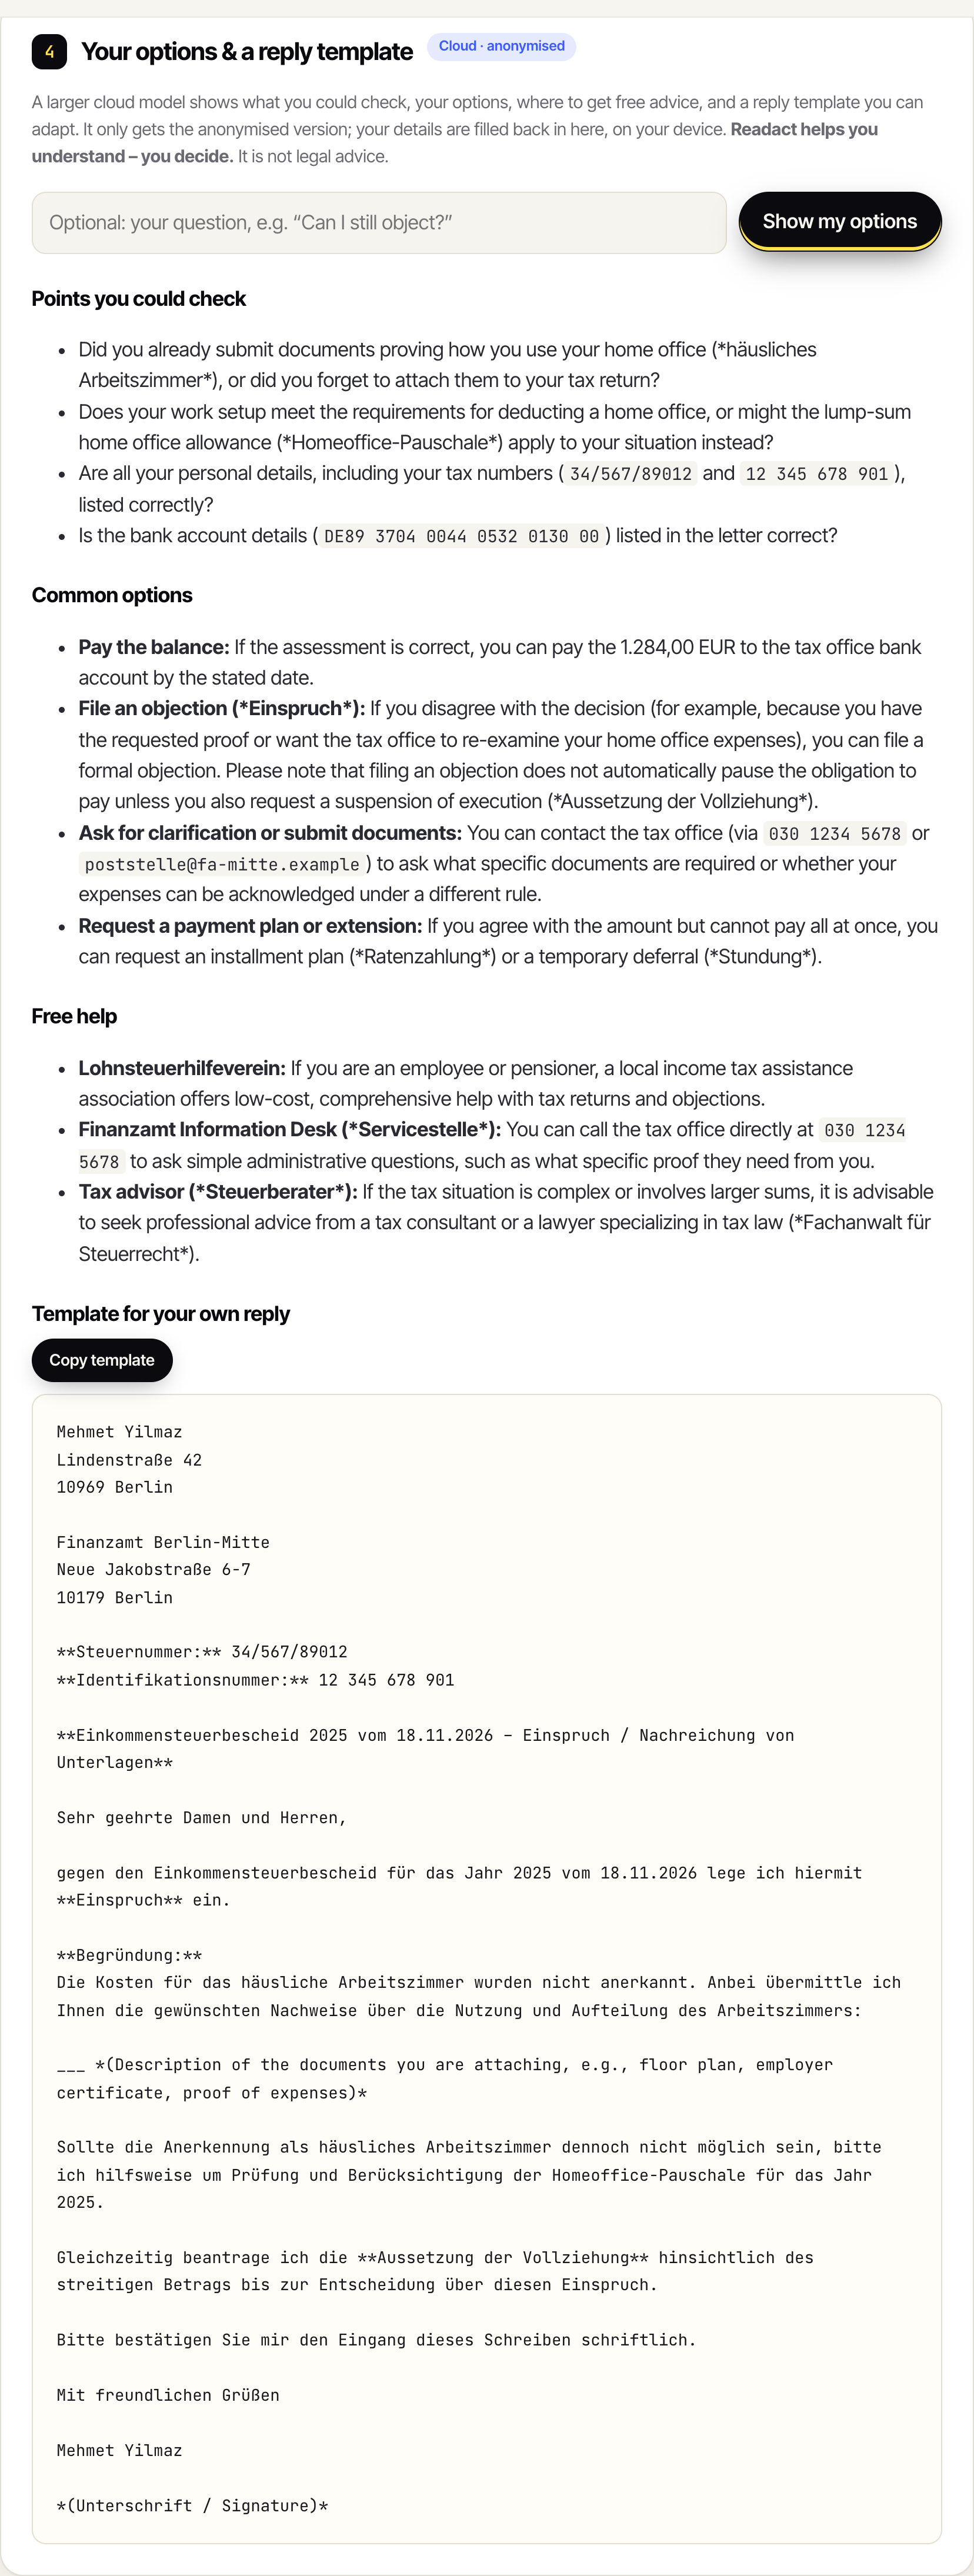 4 Your options & a reply template Cloud · anonymised
A larger cloud model shows what you could check, your options, where to get free advice, and a reply template you can
adapt. It only gets the anonymised version; your details are filled back in here, on your device. Readact helps you
understand – you decide. It is not legal advice.
Optional: your question, e.g. “Can I still object?” Show my options
Points you could check
• Did you already submit documents proving how you use your home office (*häusliches
Arbeitszimmer*), or did you forget to attach them to your tax return?
• Does your work setup meet the requirements for deducting a home office, or might the lump-sum
home office allowance (*Homeoffice-Pauschale*) apply to your situation instead?
• Are all your personal details, including your tax numbers ( 34/567/89012 and 12 345 678 901 ),
listed correctly?
• Is the bank account details ( DE89 3704 0044 0532 0130 00 ) listed in the letter correct?
Common options
• Pay the balance: If the assessment is correct, you can pay the 1.284,00 EUR to the tax office bank
account by the stated date.
• File an objection (*Einspruch*): If you disagree with the decision (for example, because you have
the requested proof or want the tax office to re-examine your home office expenses), you can file a
formal objection. Please note that filing an objection does not automatically pause the obligation to
pay unless you also request a suspension of execution (*Aussetzung der Vollziehung*).
• Ask for clarification or submit documents: You can contact the tax office (via 030 1234 5678 or
poststelle@fa-mitte.example ) to ask what specific documents are required or whether your
expenses can be acknowledged under a different rule.
• Request a payment plan or extension: If you agree with the amount but cannot pay all at once, you
can request an installment plan (*Ratenzahlung*) or a temporary deferral (*Stundung*).
Free help
• Lohnsteuerhilfeverein: If you are an employee or pensioner, a local income tax assistance
association offers low-cost, comprehensive help with tax returns and objections.
• Finanzamt Information Desk (*Servicestelle*): You can call the tax office directly at 030 1234
5678 to ask simple administrative questions, such as what specific proof they need from you.
• Tax advisor (*Steuerberater*): If the tax situation is complex or involves larger sums, it is advisable
to seek professional advice from a tax consultant or a lawyer specializing in tax law (*Fachanwalt für
Steuerrecht*).
Template for your own reply
Copy template
Mehmet Yilmaz
Lindenstraße 42
10969 Berlin
Finanzamt Berlin-Mitte
Neue Jakobstraße 6-7
10179 Berlin
**Steuernummer:** 34/567/89012
**Identifikationsnummer:** 12 345 678 901
**Einkommensteuerbescheid 2025 vom 18.11.2026 – Einspruch / Nachreichung von
Unterlagen**
Sehr geehrte Damen und Herren,
gegen den Einkommensteuerbescheid für das Jahr 2025 vom 18.11.2026 lege ich hiermit
**Einspruch** ein.
**Begründung:**
Die Kosten für das häusliche Arbeitszimmer wurden nicht anerkannt. Anbei übermittle ich
Ihnen die gewünschten Nachweise über die Nutzung und Aufteilung des Arbeitszimmers:
___ *(Description of the documents you are attaching, e.g., floor plan, employer
certificate, proof of expenses)*
Sollte die Anerkennung als häusliches Arbeitszimmer dennoch nicht möglich sein, bitte
ich hilfsweise um Prüfung und Berücksichtigung der Homeoffice-Pauschale für das Jahr
2025.
Gleichzeitig beantrage ich die **Aussetzung der Vollziehung** hinsichtlich des
streitigen Betrags bis zur Entscheidung über diesen Einspruch.
Bitte bestätigen Sie mir den Eingang dieses Schreiben schriftlich.
Mit freundlichen Grüßen
Mehmet Yilmaz
*(Unterschrift / Signature)*